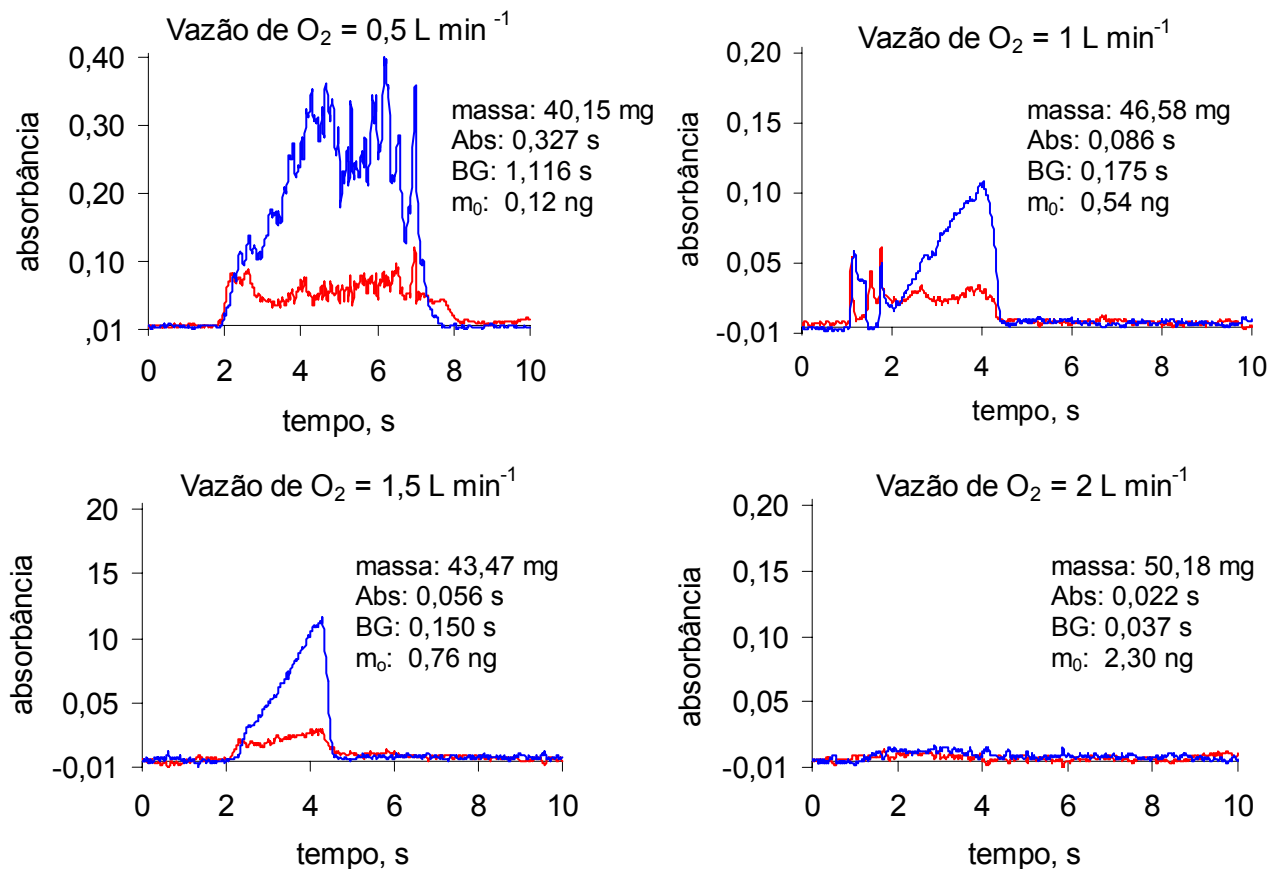 Vazão de O₂ = 0,5 L min ⁻¹
0,40
0,30
0,20
0,10
,01
absorbância
massa: 40,15 mg
Abs: 0,327 s
BG: 1,116 s
m₀: 0,12 ng
0 2 4 6 8 10
tempo, s
Vazão de O₂ = 1 L min⁻¹
0,20
0,15
0,10
0,05
-0,01
absorbância
massa: 46,58 mg
Abs: 0,086 s
BG: 0,175 s
m₀: 0,54 ng
0 2 4 6 8 10
tempo, s
Vazão de O₂ = 1,5 L min⁻¹
20
15
10
0,05
-0,01
absorbância
massa: 43,47 mg
Abs: 0,056 s
BG: 0,150 s
mₒ: 0,76 ng
0 2 4 6 8 10
tempo, s
Vazão de O₂ = 2 L min⁻¹
0,20
0,15
0,10
0,05
-0,01
absorbância
massa: 50,18 mg
Abs: 0,022 s
BG: 0,037 s
m₀: 2,30 ng
0 2 4 6 8 10
tempo, s